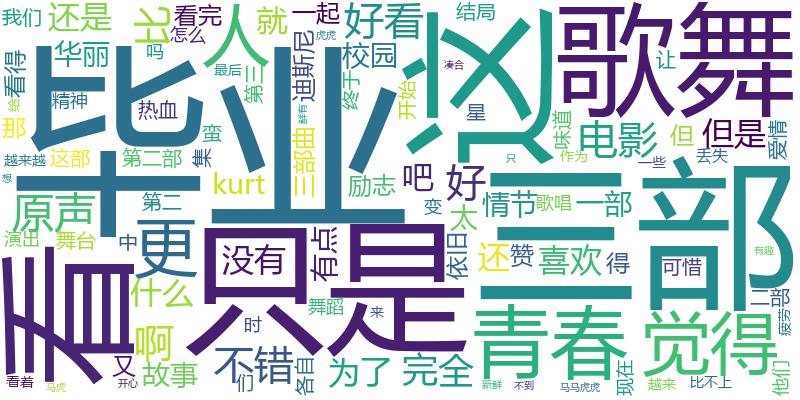 我们
还是
比
人
就
一起
好看
结局
歌舞
看完
怎么
虎虎
毕业
这
华丽
吗
校园
看得
最后
第三
迪斯尼
终于
凑合
让
给
精神
热血
鲜有
开始
星
味道
电影
但
但是
爱情
那
蛮
越来越
这部
第二部
集
三部曲
只
作为
一些
丢失
想
kurt
励志
吧
好
三部
原声
第二
变
太
情节
歌唱
一部
演出
舞台
中
更
没有
有点
依旧
还
赞
喜欢
得
可惜
有趣
看
只是
什么
舞蹈
来
二部
疲劳
啊
时
青春
觉得
又
故事
不错
们
各自
为了
完全
现在
他们
看着
马虎
开心
新鲜
不到
马马虎虎
越来
比不上